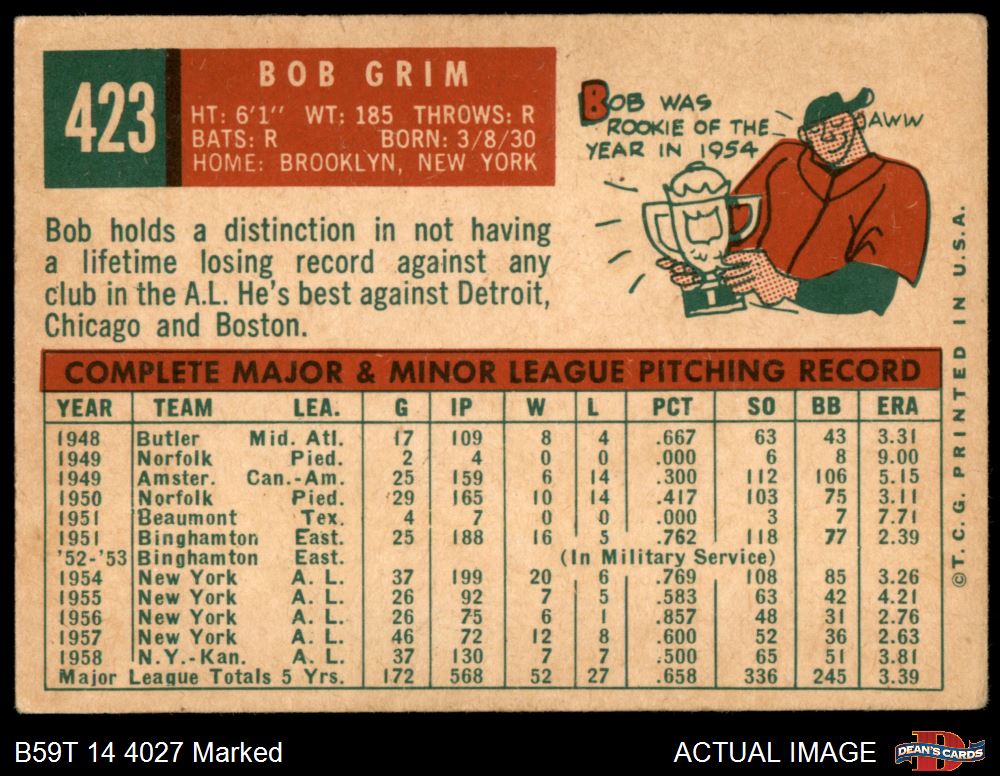 423
BOB GRIM
HT: 6'1" WT: 185 THROWS: R
BATS: R BORN: 3/8/30
HOME: BROOKLYN, NEW YORK
BOB WAS
ROOKIE OF THE
YEAR IN 1954
AWW
Bob holds a distinction in not having
a lifetime losing record against any
club in the A.L. He's best against Detroit,
Chicago and Boston.
COMPLETE MAJOR & MINOR LEAGUE PITCHING RECORD
YEAR TEAM LEA. G IP W L PCT SO BB ERA
1948 Butler Mid. Atl. 17 109 8 4 .667 63 43 3.31
1949 Norfolk Pied. 2 4 0 0 .000 6 8 9.00
1949 Amster. Can.-Am. 25 159 6 14 .300 112 106 5.15
1950 Norfolk Pied. 29 165 10 14 .417 103 75 3.11
1951 Beaumont Tex. 4 7 0 0 .000 3 7 7.71
1951 Binghamton East. 25 188 16 5 .762 118 77 2.39
'52-'53 Binghamton East. (In Military Service)
1954 New York A. L. 37 199 20 6 .769 108 85 3.26
1955 New York A. L. 26 92 7 5 .583 63 42 4.21
1956 New York A. L. 26 75 6 1 .857 48 31 2.76
1957 New York A. L. 46 72 12 8 .600 52 36 2.63
1958 N.Y.-Kan. A. L. 37 130 7 7 .500 65 51 3.81
Major League Totals 5 Yrs. 172 568 52 27 .658 336 245 3.39
©T.C.G. PRINTED IN U.S.A.
B59T 14 4027 Marked
ACTUAL IMAGE
D
DEAN'S CARDS